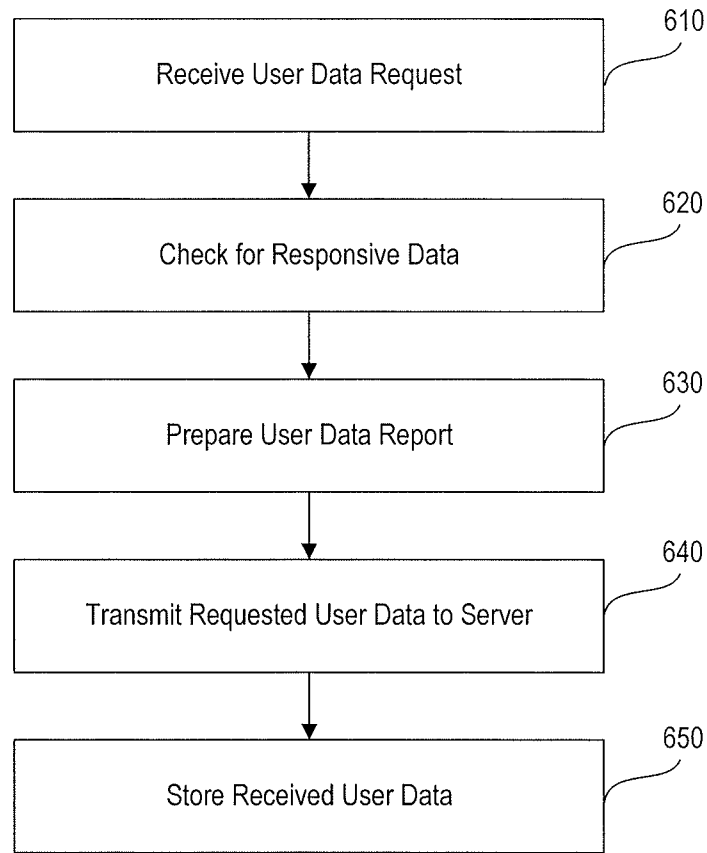 610
Receive User Data Request
620
Check for Responsive Data
630
Prepare User Data Report
640
Transmit Requested User Data to Server
650
Store Received User Data